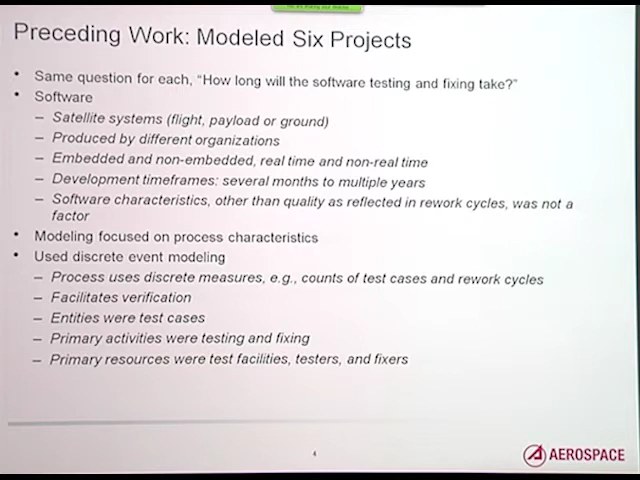 Preceding Work: Modeled Six Projects
• Same question for each, “How long will the software testing and fixing take?”
• Software
– Satellite systems (flight, payload or ground)
– Produced by different organizations
– Embedded and non-embedded, real time and non-real time
– Development timeframes: several months to multiple years
– Software characteristics, other than quality as reflected in rework cycles, was not a
factor
• Modeling focused on process characteristics
• Used discrete event modeling
– Process uses discrete measures, e.g., counts of test cases and rework cycles
– Facilitates verification
– Entities were test cases
– Primary activities were testing and fixing
– Primary resources were test facilities, testers, and fixers
4
AEROSPACE